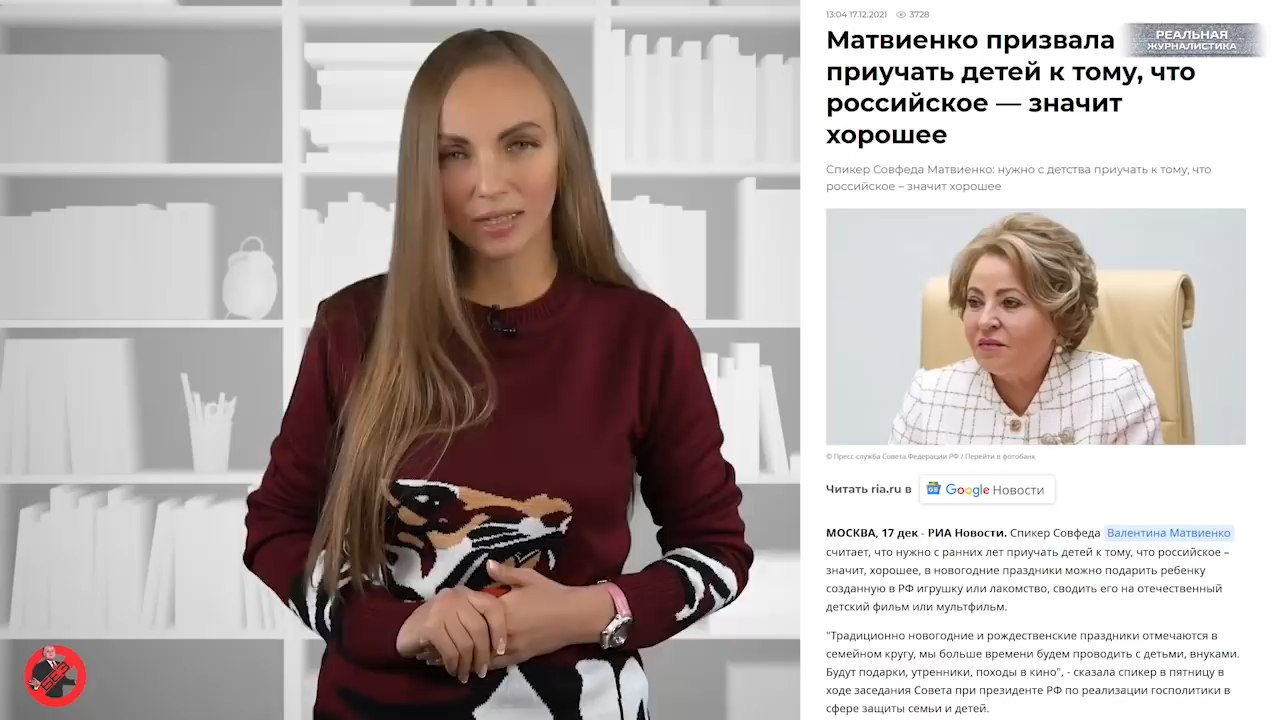 13:04 17.12.2021 3728
РЕАЛЬНАЯ
ЖУРНАЛИСТИКА
Матвиенко призвала
приучать детей к тому, что
российское — значит
хорошее
Спикер Совфеда Матвиенко: нужно с детства приучать к тому, что
российское – значит хорошее
© Пресс-служба Совета Федерации РФ / Перейти в фотобанк
Читать ria.ru в
GE Google Новости
МОСКВА, 17 дек - РИА Новости. Спикер Совфеда Валентина Матвиенко
считает, что нужно с ранних лет приучать детей к тому, что российское –
значит, хорошее, в новогодние праздники можно подарить ребенку
созданную в РФ игрушку или лакомство, сводить его на отечественный
детский фильм или мультфильм.
"Традиционно новогодние и рождественские праздники отмечаются в
семейном кругу, мы больше времени будем проводить с детьми, внуками.
Будут подарки, утренники, походы в кино", - сказала спикер в пятницу в
ходе заседания Совета при президенте РФ по реализации госполитики в
сфере защиты семьи и детей.
БЕЗ